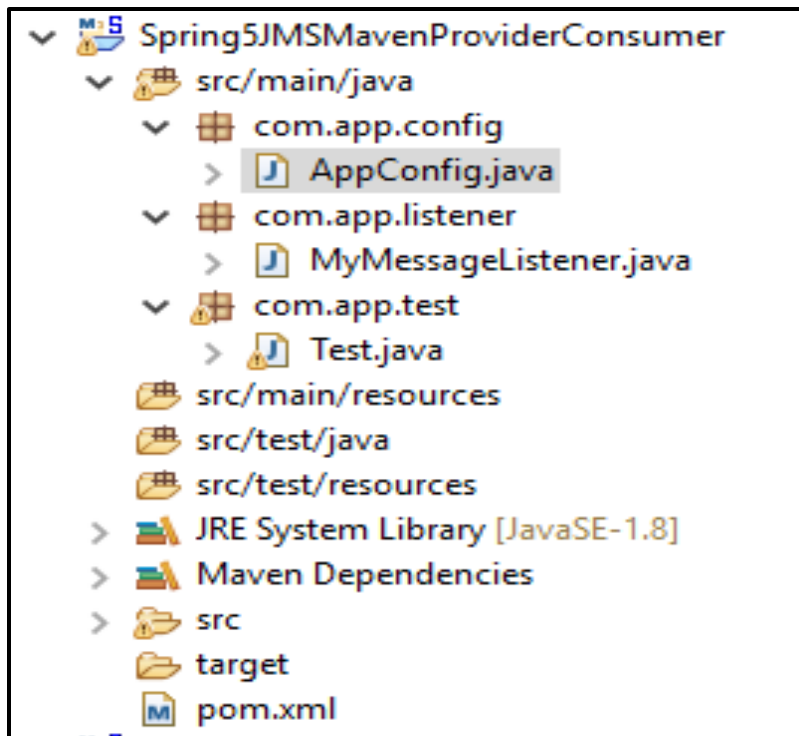 Spring5JMSMavenProviderConsumer
src/main/java
com.app.config
AppConfig.java
com.app.listener
MyMessageListener.java
com.app.test
Test.java
src/main/resources
src/test/java
src/test/resources
JRE System Library [JavaSE-1.8]
Maven Dependencies
src
target
pom.xml